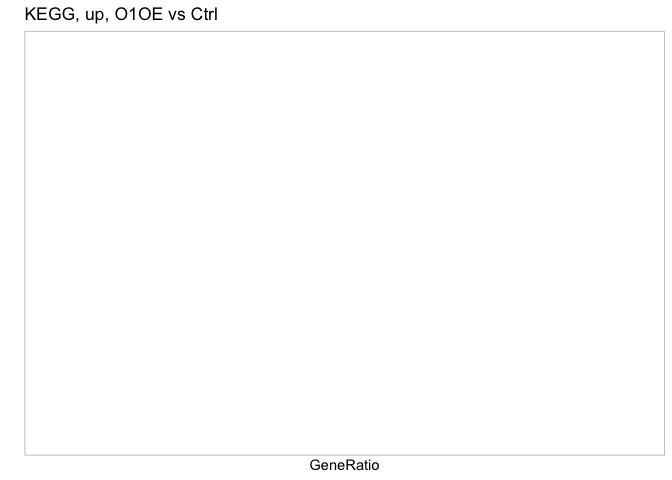 KEGG, up, O1OE vs Ctrl
GeneRatio